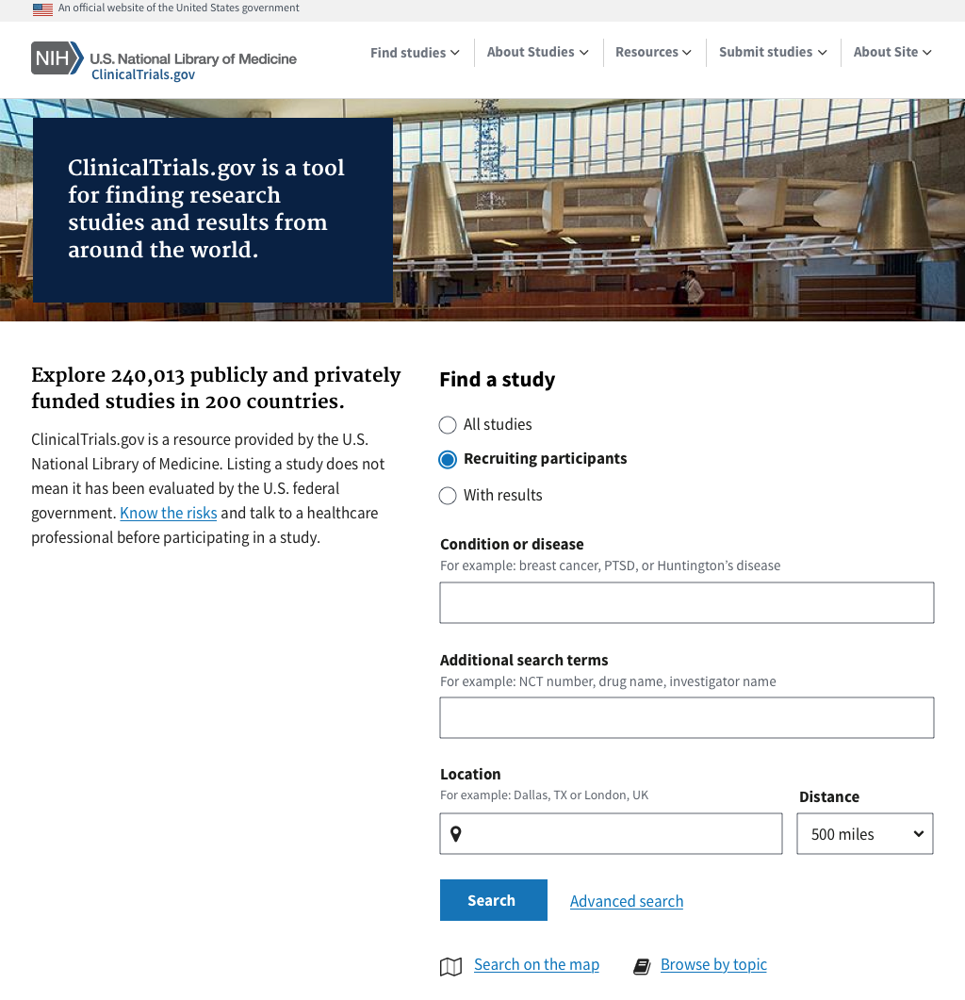 An official website of the United States government
NIH U.S. National Library of Medicine
ClinicalTrials.gov
Find studies
About Studies
Resources
Submit studies
About Site
ClinicalTrials.gov is a tool
for finding research
studies and results from
around the world.
Explore 240,013 publicly and privately
funded studies in 200 countries.
ClinicalTrials.gov is a resource provided by the U.S.
National Library of Medicine. Listing a study does not
mean it has been evaluated by the U.S. federal
government. Know the risks and talk to a healthcare
professional before participating in a study.
Find a study
All studies
Recruiting participants
With results
Condition or disease
For example: breast cancer, PTSD, or Huntington’s disease
Additional search terms
For example: NCT number, drug name, investigator name
Location
For example: Dallas, TX or London, UK
Distance
500 miles
Search
Advanced search
Search on the map
Browse by topic